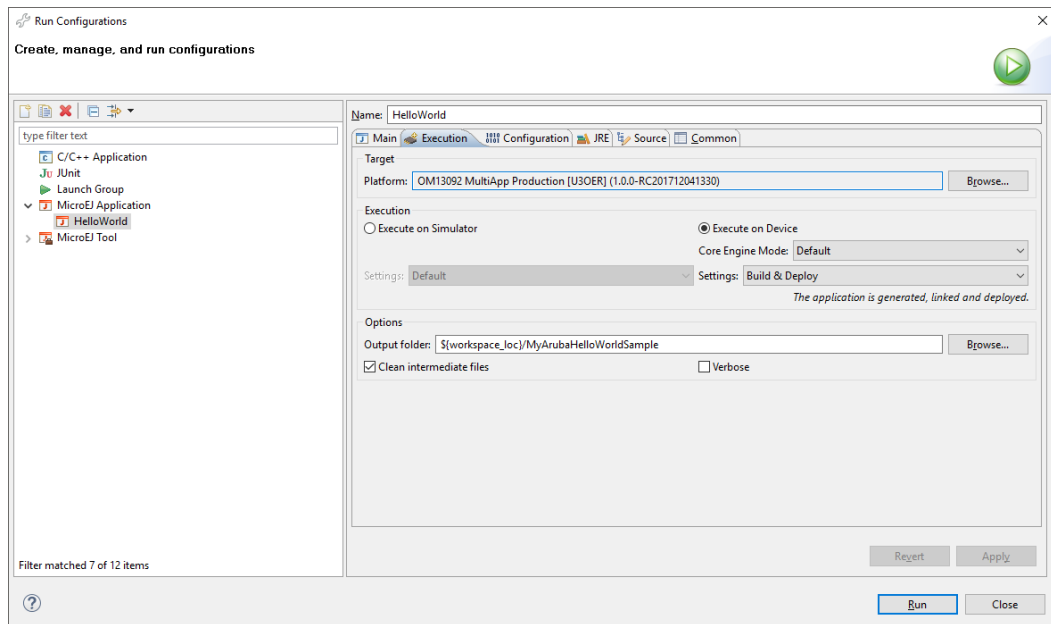 Run Configurations
Create, manage, and run configurations
type filter text
C/C++ Application
Ju JUnit
Launch Group
MicroEJ Application
HelloWorld
MicroEJ Tool
Filter matched 7 of 12 items
Name: HelloWorld
Main Execution Configuration JRE Source Common
Target
Platform: OM13092 MultiApp Production [U3OER] (1.0.0-RC201712041330) Browse...
Execution
Execute on Simulator Execute on Device
Core Engine Mode: Default
Settings: Default Settings: Build & Deploy
The application is generated, linked and deployed.
Options
Output folder: ${workspace_loc}/MyArubaHelloWorldSample Browse...
Clean intermediate files Verbose
Revert Apply
Run Close